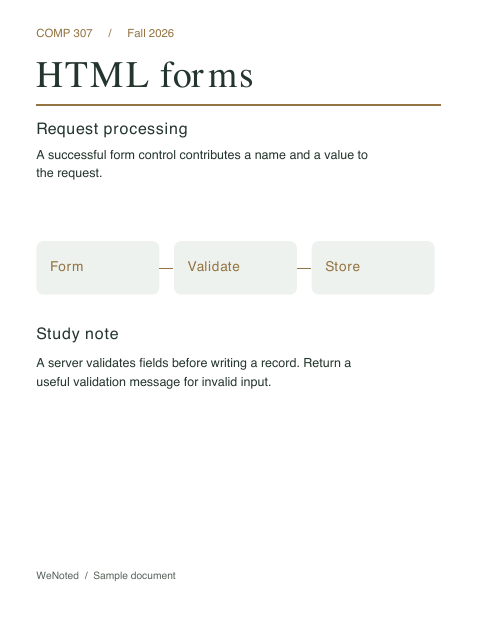 COMP 307 / Fall 2026
HTML forms
Request processing
A successful form control contributes a name and a value to
the request.
Form
Validate
Store
Study note
A server validates fields before writing a record. Return a
useful validation message for invalid input.
WeNoted / Sample document